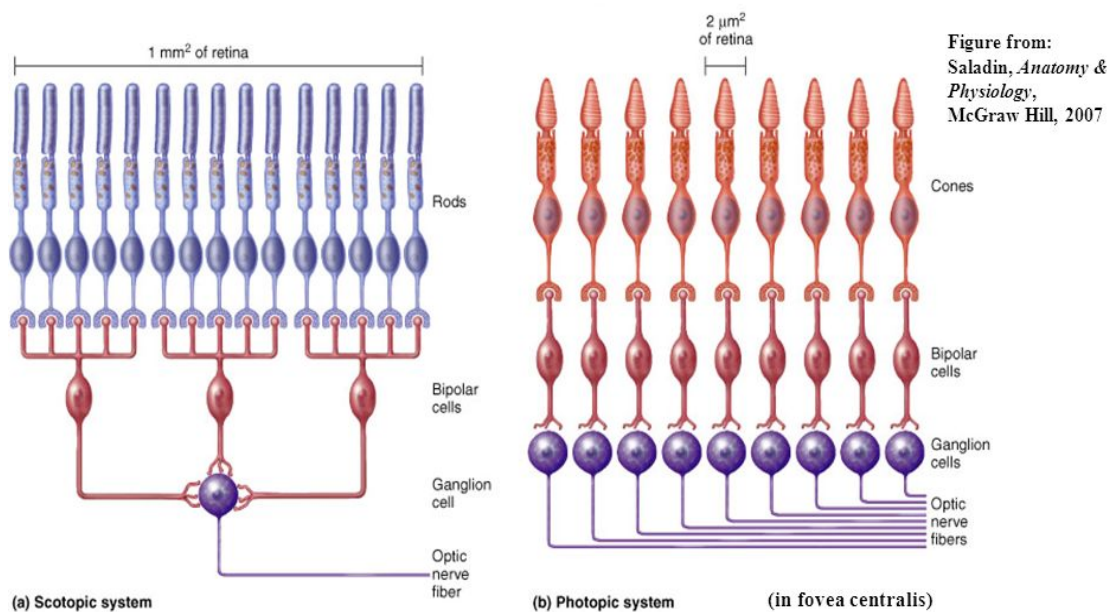 1 mm² of retina
Rods
Bipolar
cells
Ganglion
cell
Optic
nerve
fiber
(a) Scotopic system
2 μm²
of retina
Cones
Bipolar
cells
Ganglion
cells
Optic
nerve
fibers
(b) Photopic system
(in fovea centralis)
Figure from:
Saladin, Anatomy &
Physiology,
McGraw Hill, 2007